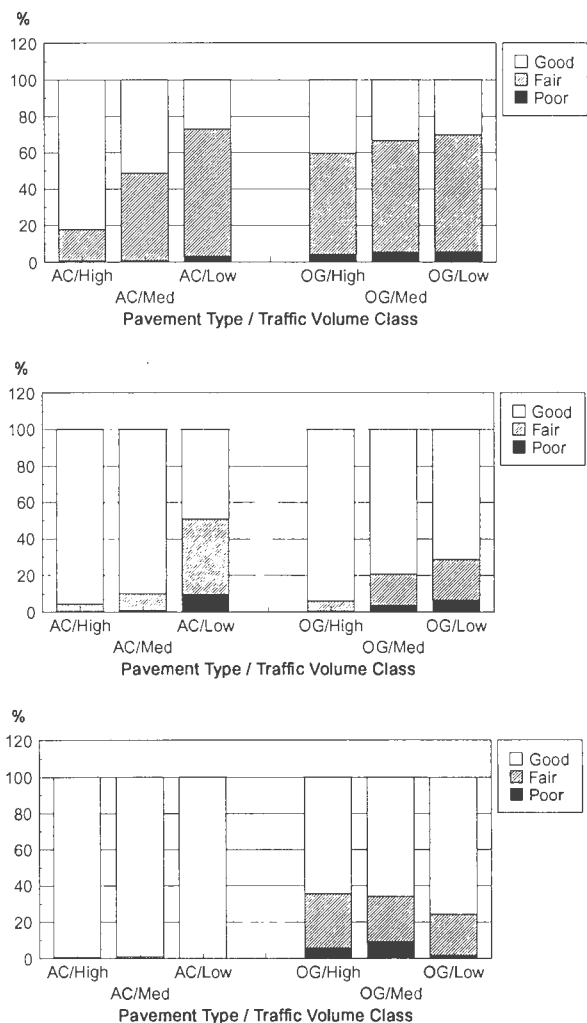 %
120
100
80
60
40
20
0
Good
Fair
Poor
AC/High AC/Low OG/High OG/Low
AC/Med OG/Med
Pavement Type / Traffic Volume Class
%
120
100
80
60
40
20
0
Good
Fair
Poor
AC/High AC/Low OG/High OG/Low
AC/Med OG/Med
Pavement Type / Traffic Volume Class
%
120
100
80
60
40
20
0
Good
Fair
Poor
AC/High AC/Low OG/High OG/Low
AC/Med OG/Med
Pavement Type / Traffic Volume Class